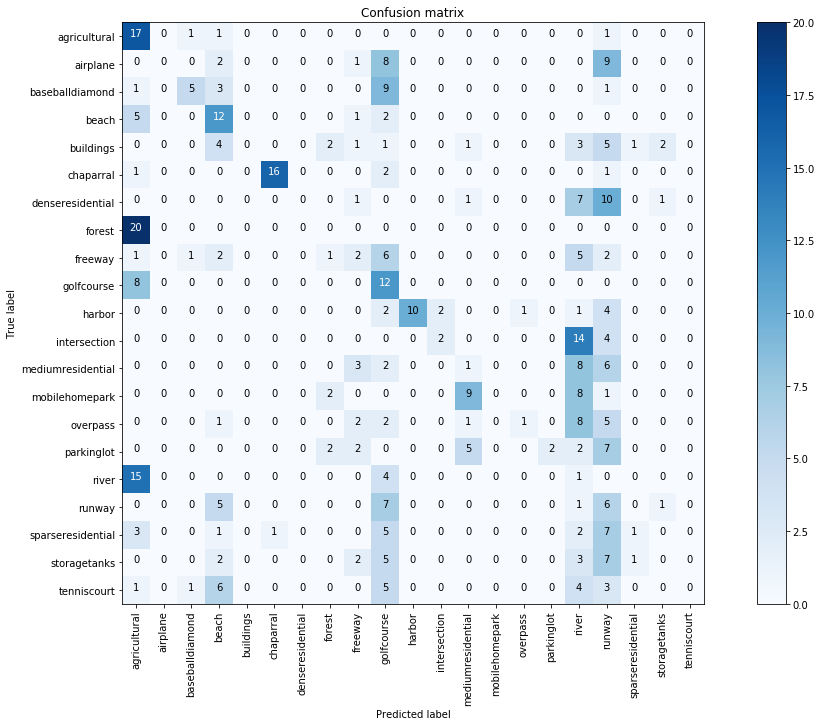 Confusion matrix
agricultural 17 0 1 1 0 0 0 0 0 0 0 0 0 0 0 0 0 1 0 0 0
airplane 0 0 0 2 0 0 0 0 1 8 0 0 0 0 0 0 0 9 0 0 0
baseballdiamond 1 0 5 3 0 0 0 0 0 9 0 0 0 0 0 0 0 1 0 0 0
beach 5 0 0 12 0 0 0 0 1 2 0 0 0 0 0 0 0 0 0 0 0
buildings 0 0 0 4 0 0 0 2 1 1 0 0 1 0 0 0 3 5 1 2 0
chaparral 1 0 0 0 0 16 0 0 0 2 0 0 0 0 0 0 0 1 0 0 0
denseresidential 0 0 0 0 0 0 0 0 1 0 0 0 1 0 0 0 7 10 0 1 0
forest 20 0 0 0 0 0 0 0 0 0 0 0 0 0 0 0 0 0 0 0 0
freeway 1 0 1 2 0 0 0 1 2 6 0 0 0 0 0 0 5 2 0 0 0
golfcourse 8 0 0 0 0 0 0 0 0 12 0 0 0 0 0 0 0 0 0 0 0
harbor 0 0 0 0 0 0 0 0 0 2 10 2 0 0 1 0 1 4 0 0 0
intersection 0 0 0 0 0 0 0 0 0 0 0 2 0 0 0 0 14 4 0 0 0
mediumresidential 0 0 0 0 0 0 0 0 3 2 0 0 1 0 0 0 8 6 0 0 0
mobilehomepark 0 0 0 0 0 0 0 2 0 0 0 0 9 0 0 0 8 1 0 0 0
overpass 0 0 0 1 0 0 0 0 2 2 0 0 1 0 1 0 8 5 0 0 0
parkinglot 0 0 0 0 0 0 0 2 2 0 0 0 5 0 0 2 2 7 0 0 0
river 15 0 0 0 0 0 0 0 0 4 0 0 0 0 0 0 1 0 0 0 0
runway 0 0 0 5 0 0 0 0 0 7 0 0 0 0 0 0 1 6 0 1 0
sparseresidential 3 0 0 1 0 1 0 0 0 5 0 0 0 0 0 0 2 7 1 0 0
storagetanks 0 0 0 2 0 0 0 0 2 5 0 0 0 0 0 0 3 7 1 0 0
tenniscourt 1 0 1 6 0 0 0 0 0 5 0 0 0 0 0 0 4 3 0 0 0
True label
agricultural
airplane
baseballdiamond
beach
buildings
chaparral
denseresidential
forest
freeway
golfcourse
harbor
intersection
mediumresidential
mobilehomepark
overpass
parkinglot
river
runway
sparseresidential
storagetanks
tenniscourt
Predicted label
20.0
17.5
15.0
12.5
10.0
7.5
5.0
2.5
0.0